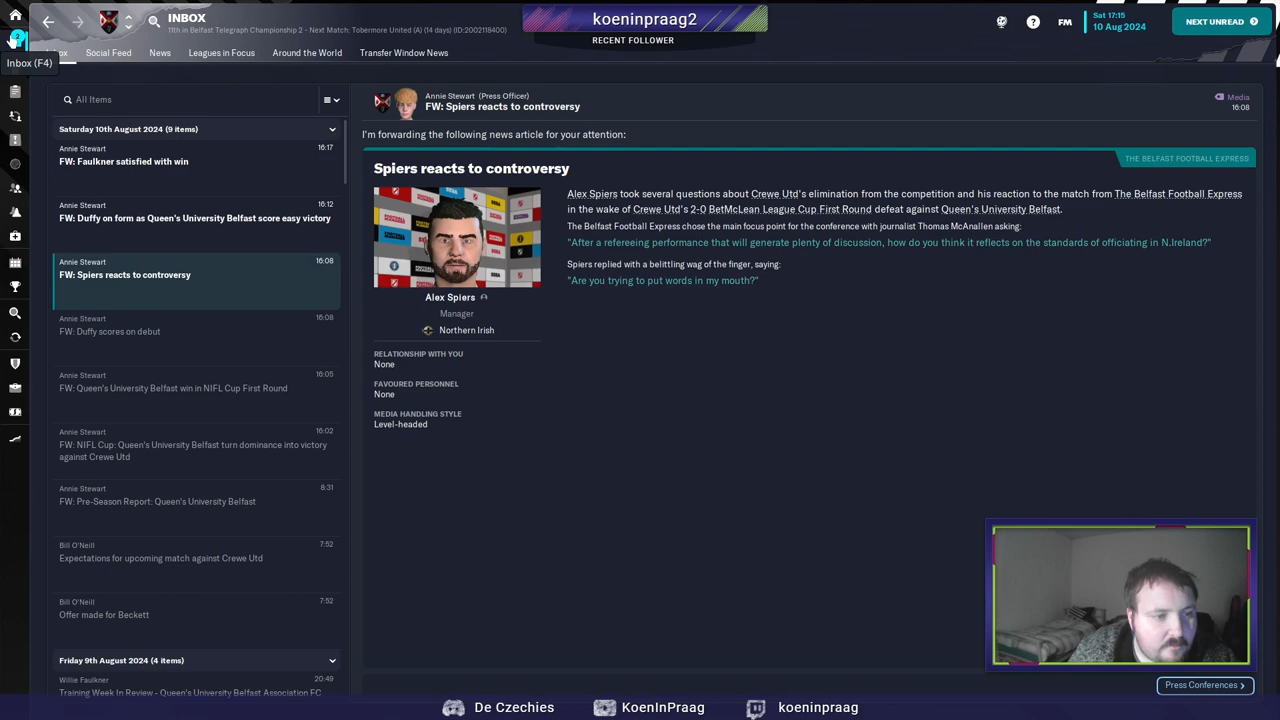 INBOX
11th in Belfast Telegraph Championship 2 - Next Match: Tobermore United (A) (14 days) (ID:2002118400)
koeninpraag2
RECENT FOLLOWER
FM
Sat 17:15
10 Aug 2024
NEXT UNREAD
2
Inbox
Social Feed
News
Leagues in Focus
Around the World
Transfer Window News
Inbox (F4)
All Items
Saturday 10th August 2024 (9 items)
Annie Stewart 16:17
FW: Faulkner satisfied with win
Annie Stewart 16:12
FW: Duffy on form as Queen's University Belfast score easy victory
Annie Stewart 16:08
FW: Spiers reacts to controversy
Annie Stewart 16:08
FW: Duffy scores on debut
Annie Stewart 16:05
FW: Queen's University Belfast win in NIFL Cup First Round
Annie Stewart 16:02
FW: NIFL Cup: Queen's University Belfast turn dominance into victory
against Crewe Utd
Annie Stewart 8:31
FW: Pre-Season Report: Queen's University Belfast
Bill O'Neill 7:52
Expectations for upcoming match against Crewe Utd
Bill O'Neill 7:52
Offer made for Beckett
Friday 9th August 2024 (4 items)
Willie Faulkner 20:49
Training Week In Review - Queen's University Belfast Association FC
Annie Stewart (Press Officer)
FW: Spiers reacts to controversy
Media
16:08
I'm forwarding the following news article for your attention:
THE BELFAST FOOTBALL EXPRESS
Spiers reacts to controversy
Alex Spiers took several questions about Crewe Utd's elimination from the competition and his reaction to the match from The Belfast Football Express
in the wake of Crewe Utd's 2-0 BetMcLean League Cup First Round defeat against Queen's University Belfast.
The Belfast Football Express chose the main focus point for the conference with journalist Thomas McAnallen asking:
"After a refereeing performance that will generate plenty of discussion, how do you think it reflects on the standards of officiating in N.Ireland?"
Spiers replied with a belittling wag of the finger, saying:
"Are you trying to put words in my mouth?"
Alex Spiers
Manager
Northern Irish
RELATIONSHIP WITH YOU
None
FAVOURED PERSONNEL
None
MEDIA HANDLING STYLE
Level-headed
Press Conferences
De Czechies
KoenInPraag
koeninpraag